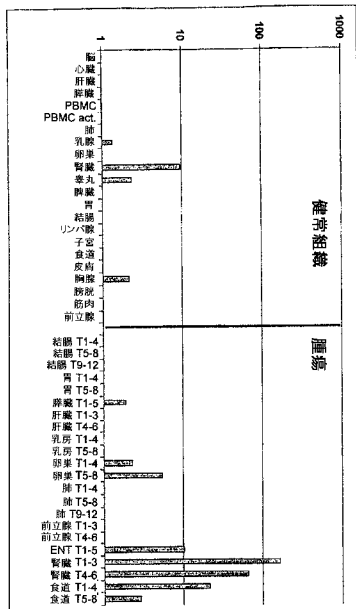 1
10
100
1000
脳
心臓
肝臓
膵臓
PBMC
PBMC act.
肺
乳腺
卵巣
腎臓
睾丸
脾臓
胃
結腸
リンパ腺
子宮
食道
皮膚
胸腺
膀胱
筋肉
前立腺
健常組織
結腸 T1-4
結腸 T5-8
結腸 T9-12
胃 T1-4
胃 T5-8
膵臓 T1-5
肝臓 T1-3
肝臓 T4-6
乳房 T1-4
乳房 T5-8
卵巣 T1-4
卵巣 T5-8
肺 T1-4
肺 T5-8
肺 T9-12
前立腺 T1-3
前立腺 T4-6
ENT T1-5
腎臓 T1-3
腎臓 T4-6
食道 T1-4
食道 T5-8
腫瘍